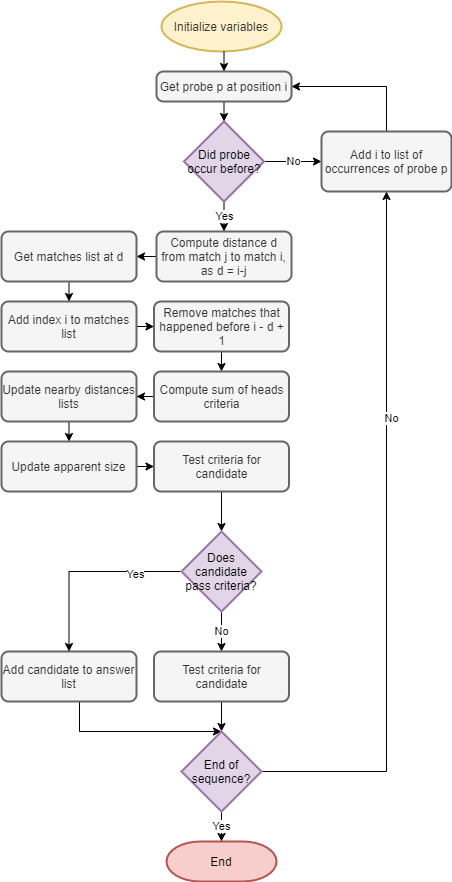 Initialize variables
Get probe p at position i
Did probe
occur before?
No
Add i to list of
occurrences of probe p
Yes
Get matches list at d
Compute distance d
from match j to match i,
as d = i-j
Add index i to matches
list
Remove matches that
happened before i - d +
1
Update nearby distances
lists
Compute sum of heads
criteria
No
Update apparent size
Test criteria for
candidate
Does
candidate
pass criteria?
Yes
No
Add candidate to answer
list
Test criteria for
candidate
End of
sequence?
Yes
End